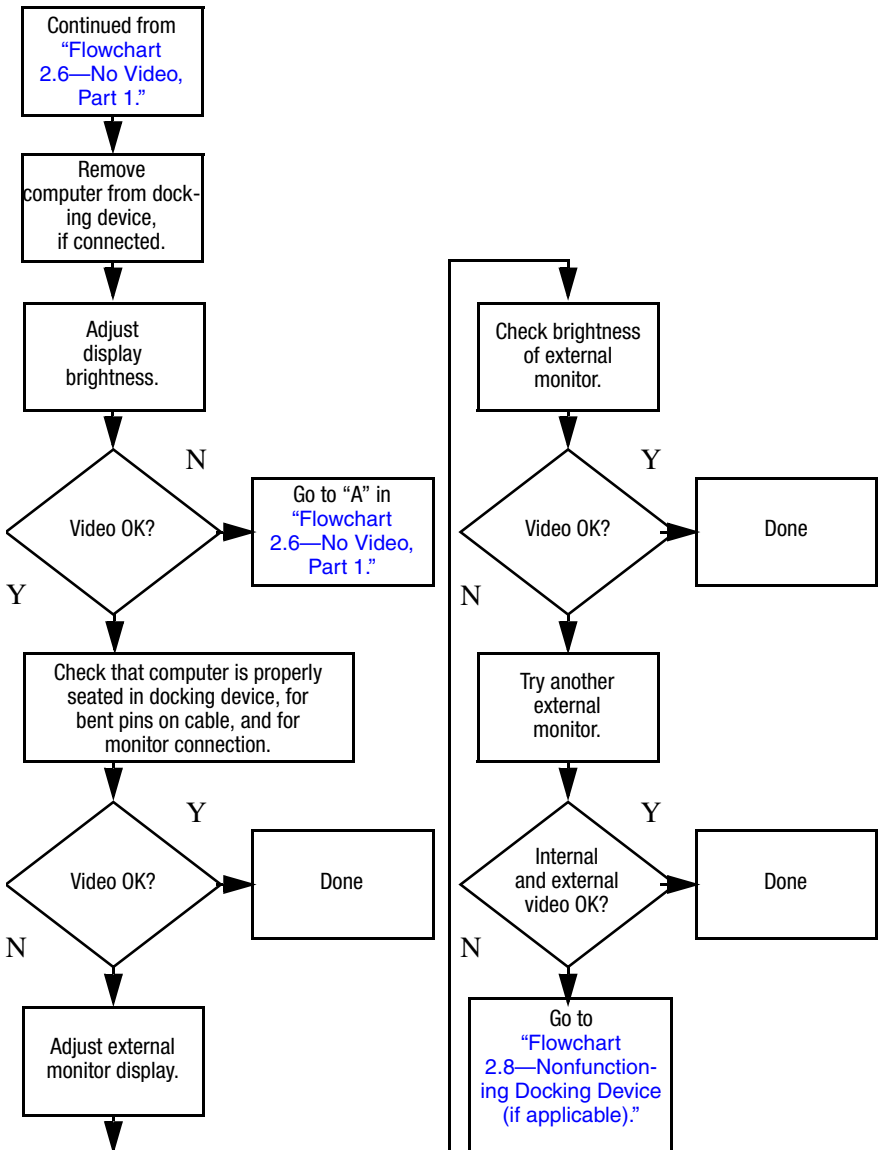 Continued from
“Flowchart
2.6—No Video,
Part 1.”
Remove
computer from dock-
ing device,
if connected.
Adjust
display
brightness.
Video OK?
N
Go to “A” in
“Flowchart
2.6—No Video,
Part 1.”
Y
Check that computer is properly
seated in docking device, for
bent pins on cable, and for
monitor connection.
Video OK?
Y
Done
N
Adjust external
monitor display.
Check brightness
of external
monitor.
Video OK?
Y
Done
N
Try another
external
monitor.
Internal
and external
video OK?
Y
Done
N
Go to
“Flowchart
2.8—Nonfunction-
ing Docking Device
(if applicable).”